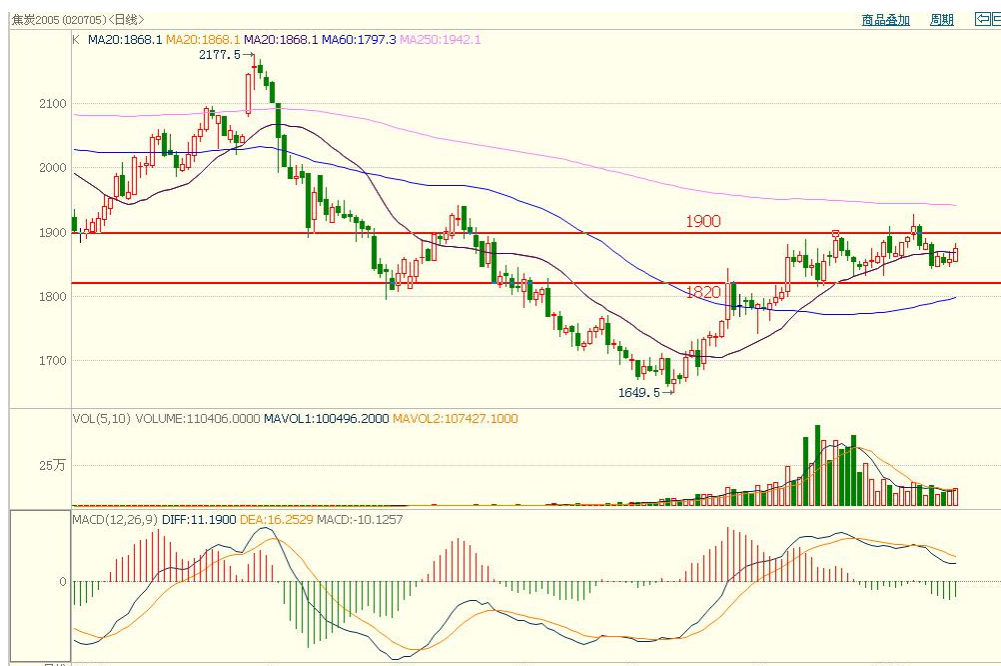 焦炭2005 (020705)<日线> 商品叠加 周期
K MA20:1868.1 MA20:1868.1 MA20:1868.1 MA60:1797.3 MA250:1942.1
2177.5
2100
2000
1900
1900
1820
1800
1700
1649.5
VOL(5,10) VOLUME:110406.0000 MAVOL1:100496.2000 MAVOL2:107427.1000
25万
MACD(12,26,9) DIFF:11.1900 DEA:16.2529 MACD:-10.1257
0